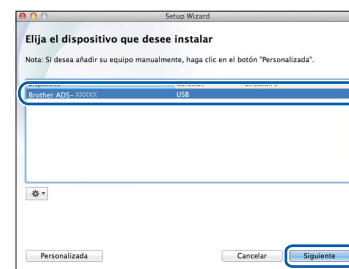 Setup Wizard
Elija el dispositivo que desee instalar
Nota: Si desea añadir su equipo manualmente, haga clic en el botón "Personalizada".
Brother ADS-XXXXX USB
Personalizada Cancelar Siguiente